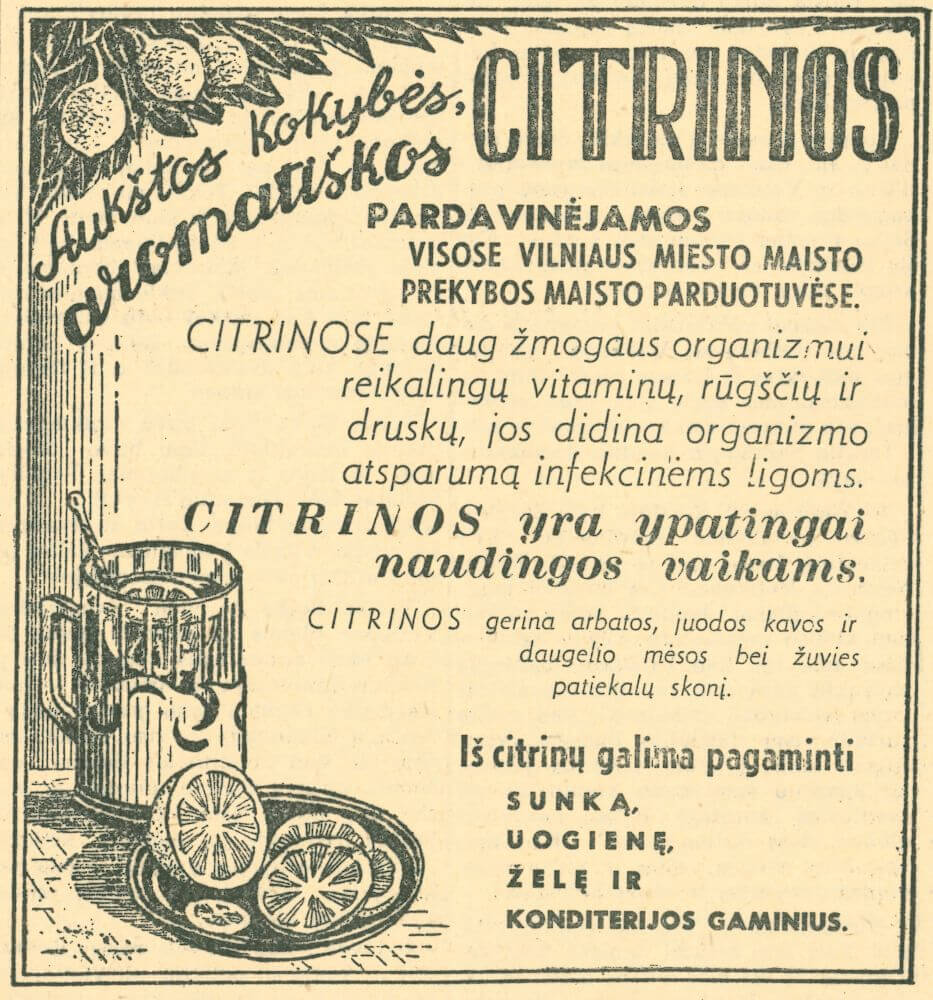 Aukštos kokybės,
aromatiškos
CITRINOS
PARDAVINĖJAMOS
VISOSE VILNIAUS MIESTO MAISTO
PREKYBOS MAISTO PARDUOTUVĖSE.
CITRINOSE daug žmogaus organizmui
reikalingų vitaminų, rūgščių ir
druskų, jos didina organizmo
atsparumą infekcinėms ligoms.
CITRINOS yra ypatingai
naudingos vaikams.
CITRINOS gerina arbatos, juodos kavos ir
daugelio mėsos bei žuvies
patiekalų skonį.
Iš citrinų galima pagaminti
SUNKĄ,
UOGIENĘ,
ŽELĘ IR
KONDITERIJOS GAMINIUS.